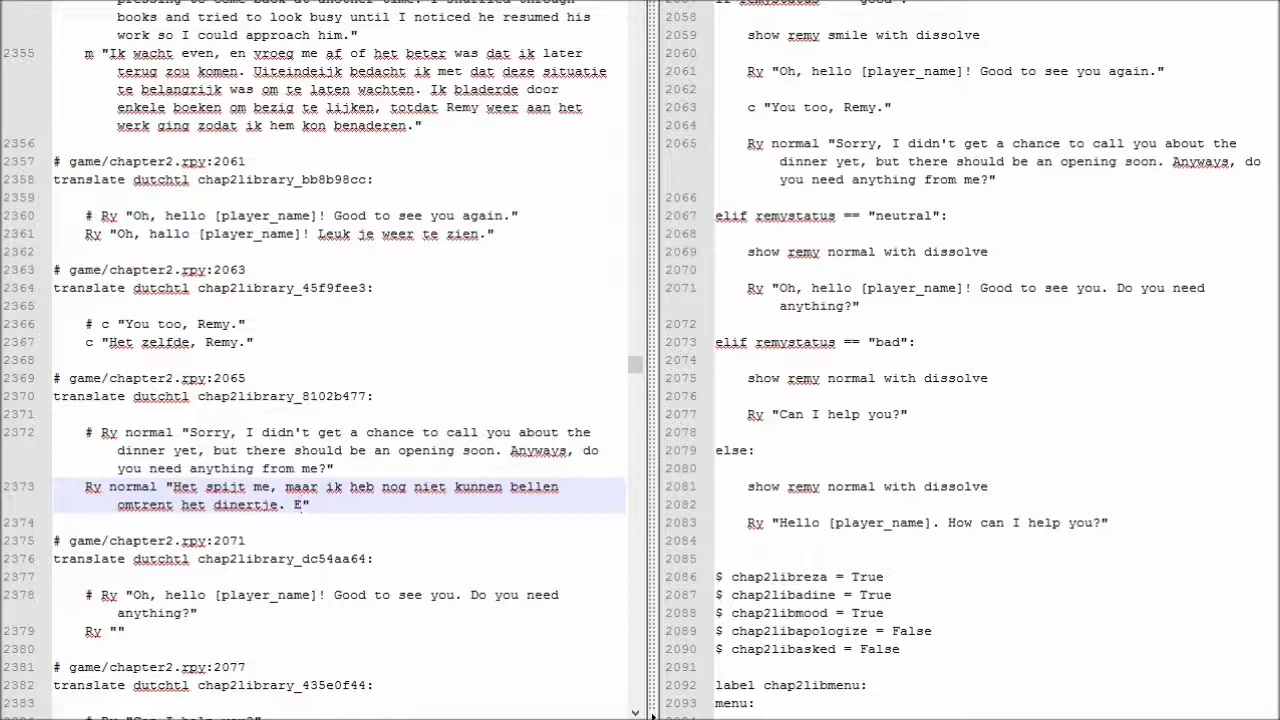 books and tried to look busy until I noticed he resumed his
work so I could approach him."
2355 m "Ik wacht even, en vroeg me af of het beter was dat ik later
terug zou komen. Uiteindeijk bedacht ik met dat deze situatie
te belangrijk was om te laten wachten. Ik bladerde door
enkele boeken om bezig te lijken, totdat Remy weer aan het
werk ging zodat ik hem kon benaderen."
2356
2357 # game/chapter2.rpy:2061
2358 translate dutchtl chap2library_bb8b98cc:
2359
2360 # Ry "Oh, hello [player_name]! Good to see you again."
2361 Ry "Oh, hallo [player_name]! Leuk je weer te zien."
2362
2363 # game/chapter2.rpy:2063
2364 translate dutchtl chap2library_45f9fee3:
2365
2366 # c "You too, Remy."
2367 c "Het zelfde, Remy."
2368
2369 # game/chapter2.rpy:2065
2370 translate dutchtl chap2library_8102b477:
2371
2372 # Ry normal "Sorry, I didn't get a chance to call you about the
dinner yet, but there should be an opening soon. Anyways, do
you need anything from me?"
2373 Ry normal "Het spijt me, maar ik heb nog niet kunnen bellen
omtrent het dinertje. E"
2374
2375 # game/chapter2.rpy:2071
2376 translate dutchtl chap2library_dc54aa64:
2377
2378 # Ry "Oh, hello [player_name]! Good to see you. Do you need
anything?"
2379 Ry ""
2380
2381 # game/chapter2.rpy:2077
2382 translate dutchtl chap2library_435e0f44:
2383
2058
2059 show remy smile with dissolve
2060
2061 Ry "Oh, hello [player_name]! Good to see you again."
2062
2063 c "You too, Remy."
2064
2065 Ry normal "Sorry, I didn't get a chance to call you about the
dinner yet, but there should be an opening soon. Anyways, do
you need anything from me?"
2066
2067 elif remystatus == "neutral":
2068
2069 show remy normal with dissolve
2070
2071 Ry "Oh, hello [player_name]! Good to see you. Do you need
anything?"
2072
2073 elif remystatus == "bad":
2074
2075 show remy normal with dissolve
2076
2077 Ry "Can I help you?"
2078
2079 else:
2080
2081 show remy normal with dissolve
2082
2083 Ry "Hello [player_name]. How can I help you?"
2084
2085
2086 $ chap2libreza = True
2087 $ chap2libadine = True
2088 $ chap2libmood = True
2089 $ chap2libapologize = False
2090 $ chap2libasked = False
2091
2092 label chap2libmenu:
2093 menu: